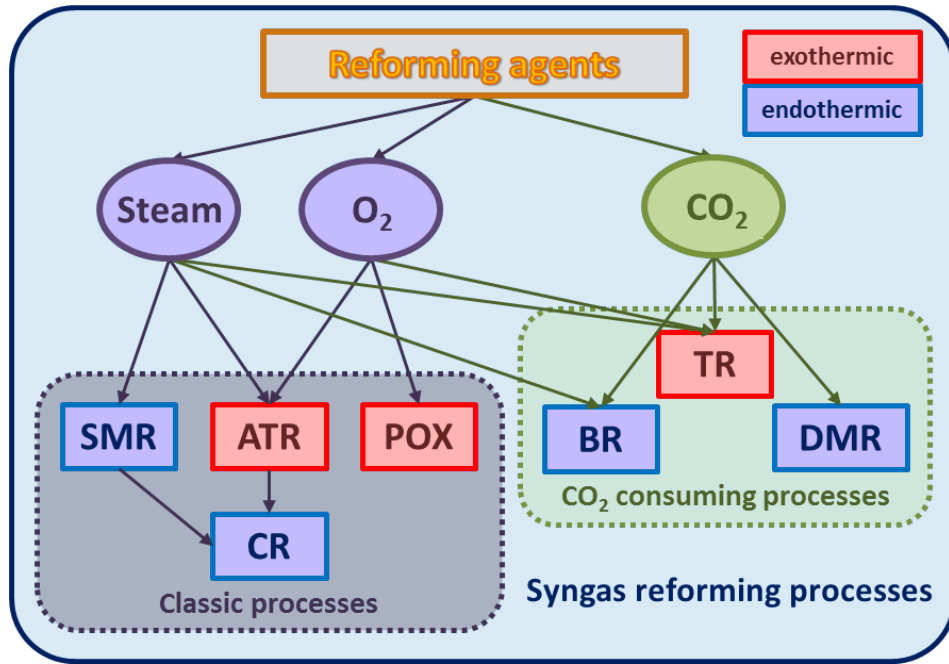 Reforming agents
exothermic
endothermic
Steam
O₂
CO₂
TR
SMR
ATR
POX
BR
DMR
CO₂ consuming processes
CR
Classic processes
Syngas reforming processes